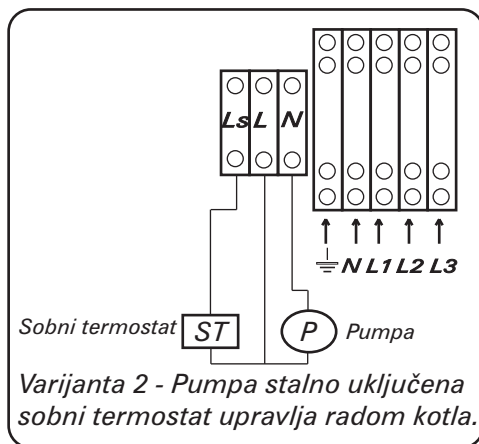 Ls L N
N L1 L2 L3
Sobni termostat ST P Pumpa
Varijanta 2 - Pumpa stalno uključena
sobni termostat upravlja radom kotla.